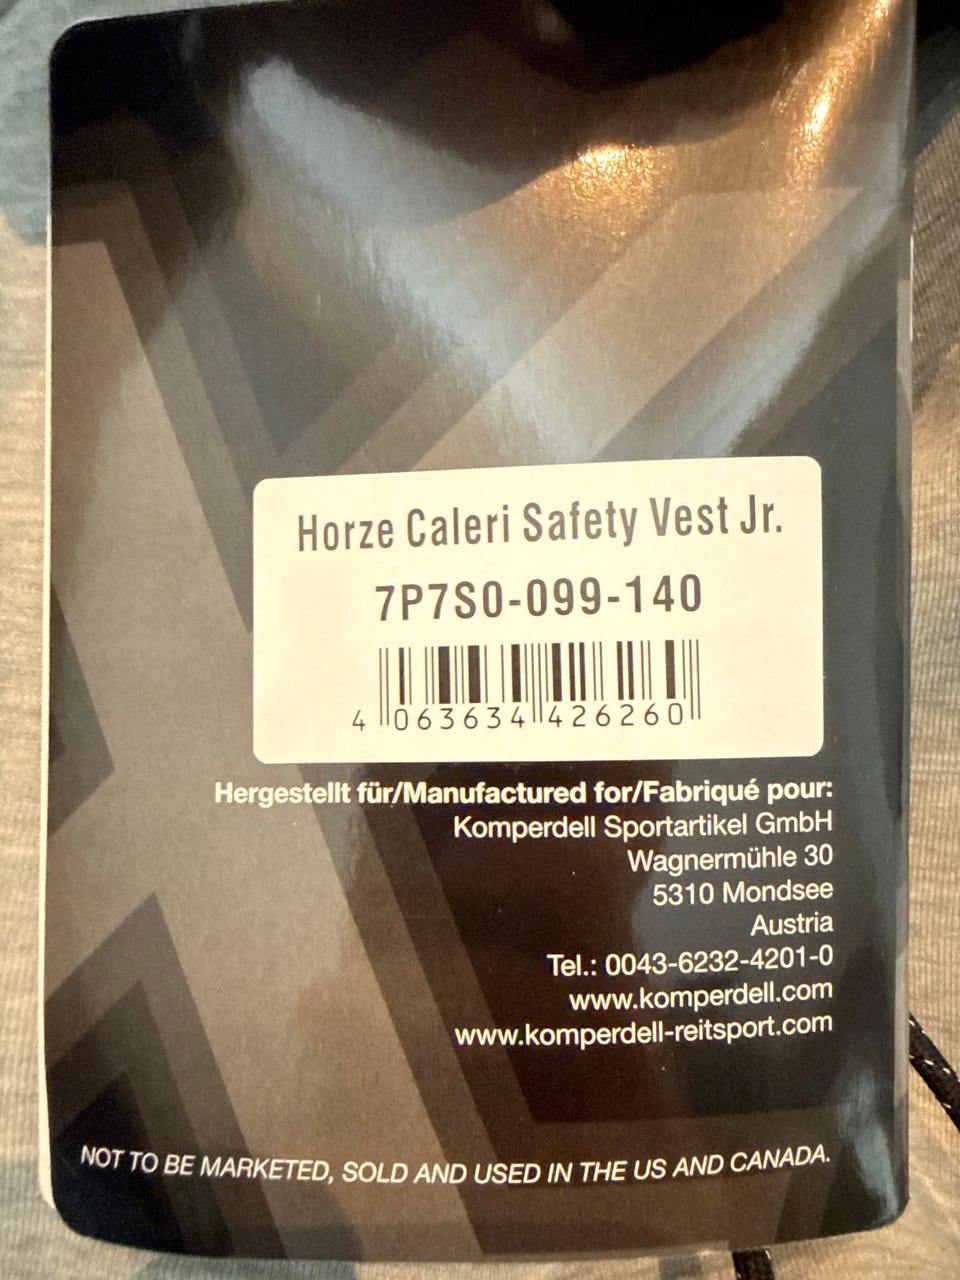 Horze Caleri Safety Vest Jr.
7P7S0-099-140
4 063634 426260
Hergestellt für/Manufactured for/Fabriqué pour:
Komperdell Sportartikel GmbH
Wagnermühle 30
5310 Mondsee
Austria
Tel.: 0043-6232-4201-0
www.komperdell.com
www.komperdell-reitsport.com
NOT TO BE MARKETED, SOLD AND USED IN THE US AND CANADA.